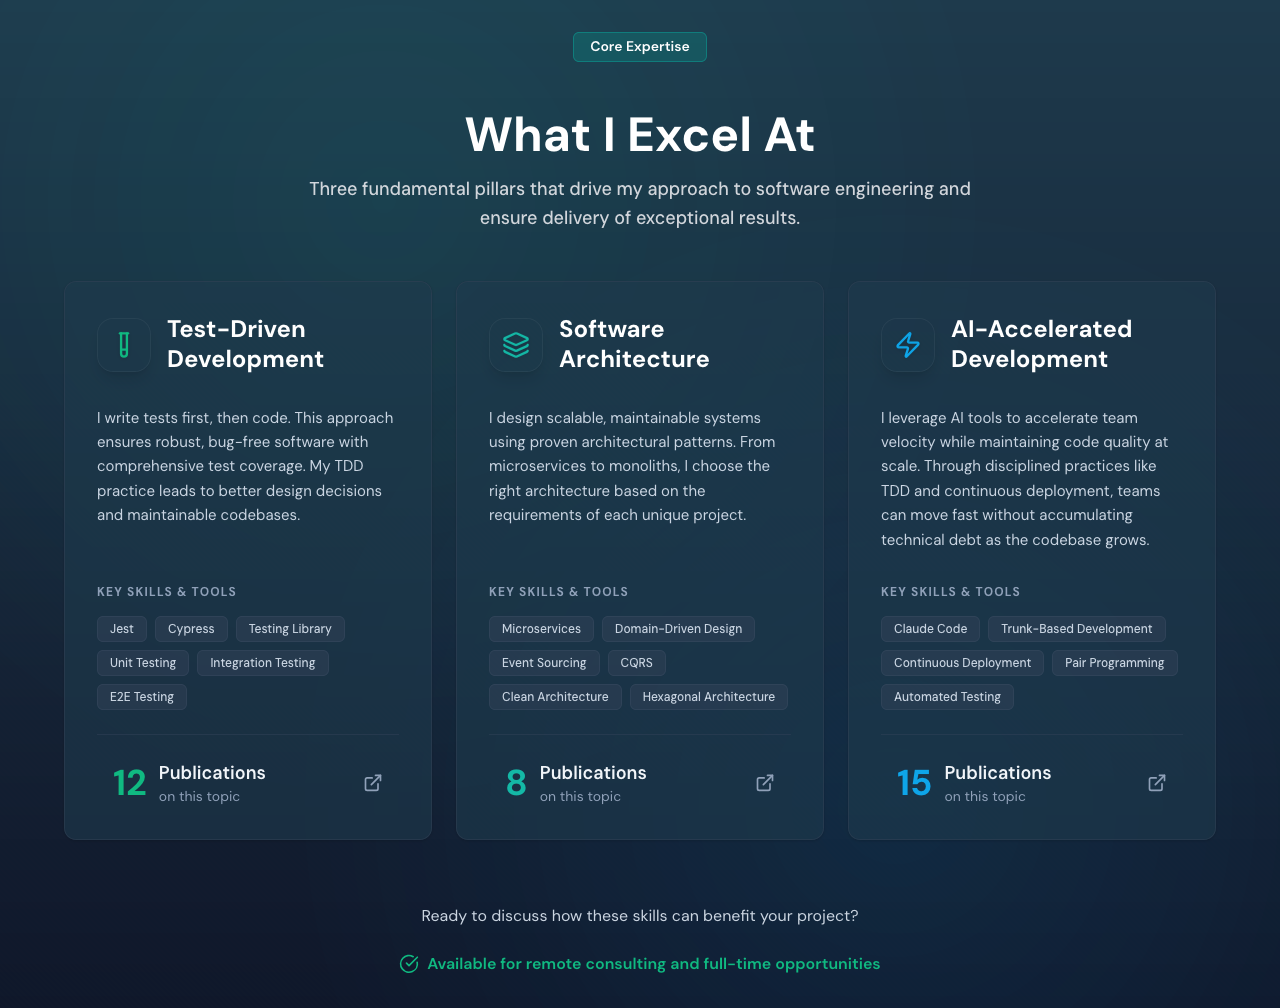 Core Expertise
What I Excel At
Three fundamental pillars that drive my approach to software engineering and
ensure delivery of exceptional results.
Test-Driven
Development
I write tests first, then code. This approach
ensures robust, bug-free software with
comprehensive test coverage. My TDD
practice leads to better design decisions
and maintainable codebases.
KEY SKILLS & TOOLS
Jest
Cypress
Testing Library
Unit Testing
Integration Testing
E2E Testing
12
Publications
on this topic
Software
Architecture
I design scalable, maintainable systems
using proven architectural patterns. From
microservices to monoliths, I choose the
right architecture based on the
requirements of each unique project.
KEY SKILLS & TOOLS
Microservices
Domain-Driven Design
Event Sourcing
CQRS
Clean Architecture
Hexagonal Architecture
8
Publications
on this topic
AI-Accelerated
Development
I leverage AI tools to accelerate team
velocity while maintaining code quality at
scale. Through disciplined practices like
TDD and continuous deployment, teams
can move fast without accumulating
technical debt as the codebase grows.
KEY SKILLS & TOOLS
Claude Code
Trunk-Based Development
Continuous Deployment
Pair Programming
Automated Testing
15
Publications
on this topic
Ready to discuss how these skills can benefit your project?
Available for remote consulting and full-time opportunities